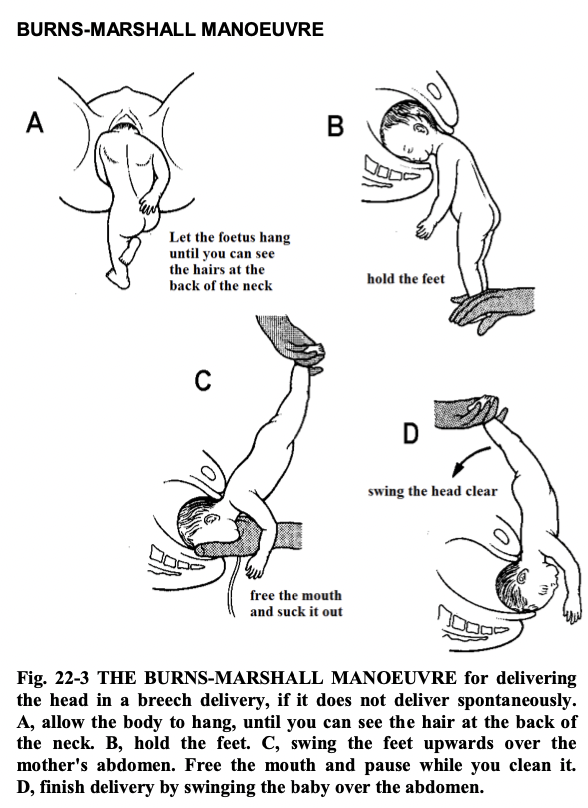 BURNS-MARSHALL MANOEUVRE
A
Let the foetus hang
until you can see
the hairs at the
back of the neck
B
hold the feet
C
free the mouth
and suck it out
D
swing the head clear
Fig. 22-3 THE BURNS-MARSHALL MANOEUVRE for delivering
the head in a breech delivery, if it does not deliver spontaneously.
A, allow the body to hang, until you can see the hair at the back of
the neck. B, hold the feet. C, swing the feet upwards over the
mother's abdomen. Free the mouth and pause while you clean it.
D, finish delivery by swinging the baby over the abdomen.